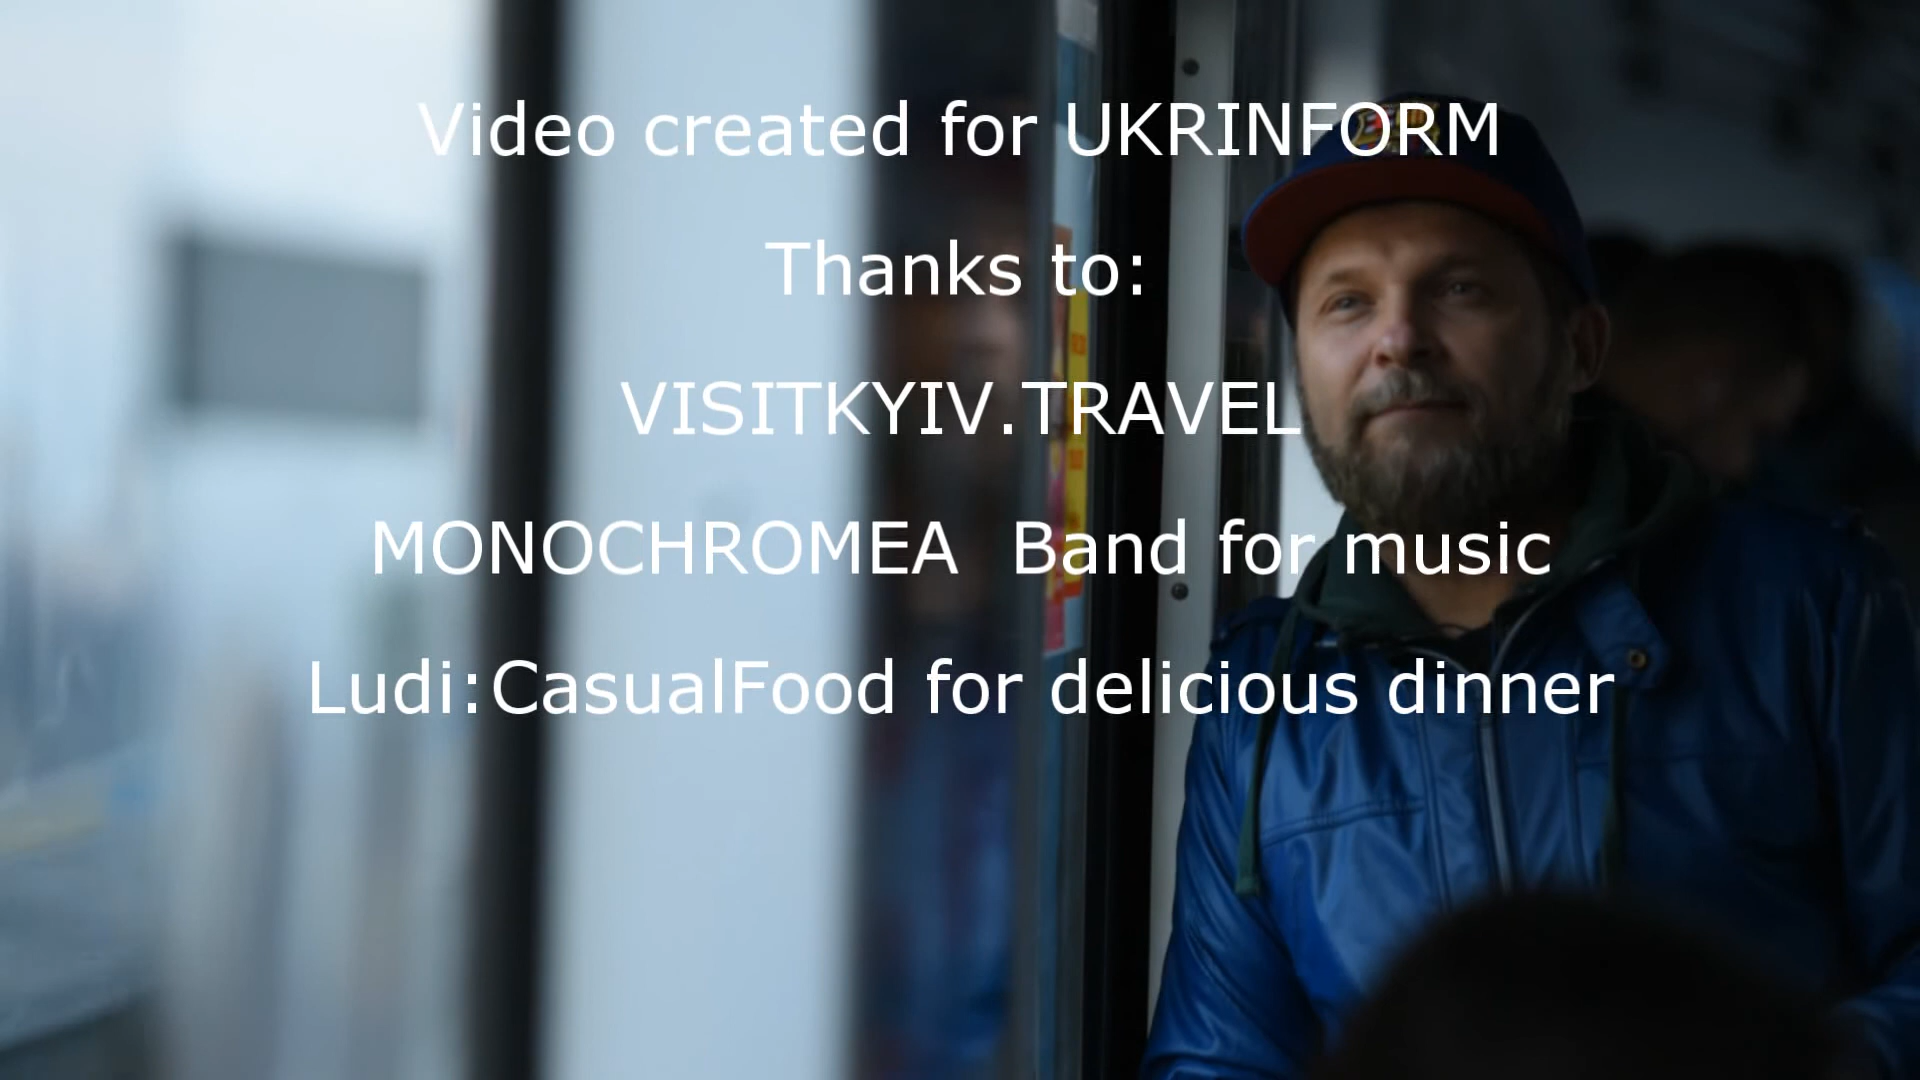 Video created for UKRINFORM
Thanks to:
VISITKYIV.TRAVEL
MONOCHROMEA Band for music
Ludi:CasualFood for delicious dinner